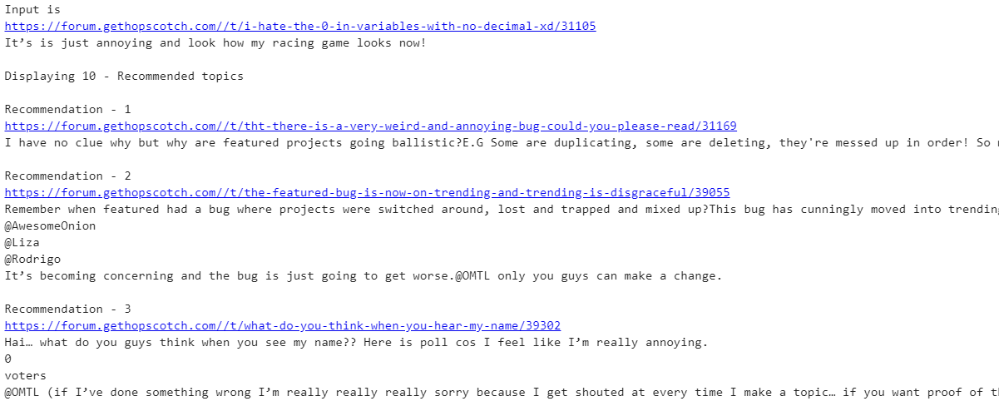 Input is
https://forum.gethopscotch.com//t/i-hate-the-0-in-variables-with-no-decimal-xd/31105
It’s is just annoying and look how my racing game looks now!
Displaying 10 - Recommended topics
Recommendation - 1
https://forum.gethopscotch.com//t/tht-there-is-a-very-weird-and-annoying-bug-could-you-please-read/31169
I have no clue why but why are featured projects going ballistic?E.G Some are duplicating, some are deleting, they're messed up in order! So
Recommendation - 2
https://forum.gethopscotch.com//t/the-featured-bug-is-now-on-trending-and-trending-is-disgraceful/39055
Remember when featured had a bug where projects were switched around, lost and trapped and mixed up?This bug has cunningly moved into trending
@AwesomeOnion
@Liza
@Rodrigo
It’s becoming concerning and the bug is just going to get worse.@OMTL only you guys can make a change.
Recommendation - 3
https://forum.gethopscotch.com//t/what-do-you-think-when-you-hear-my-name/39302
Hai… what do you guys think when you see my name?? Here is poll cos I feel like I’m really annoying.
0
voters
@OMTL (if I’ve done something wrong I’m really really really sorry because I get shouted at every time I make a topic… if you want proof of